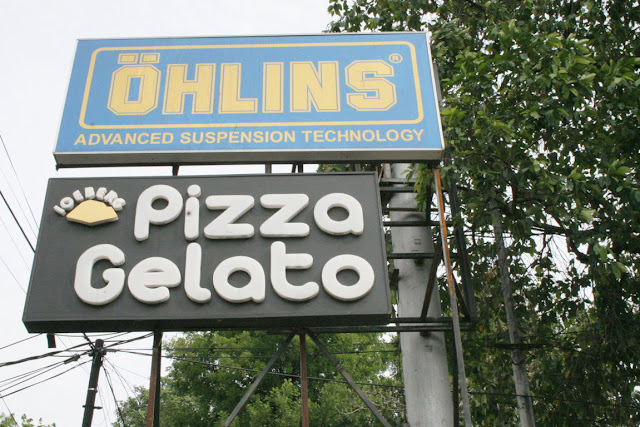 ÖHLINS®
ADVANCED SUSPENSION TECHNOLOGY
Pizza
Gelato